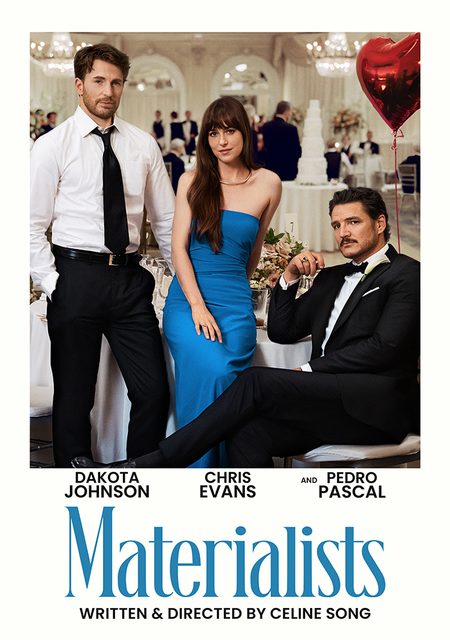 DAKOTA JOHNSON
CHRIS EVANS
AND PEDRO PASCAL
Materialists
WRITTEN & DIRECTED BY CELINE SONG